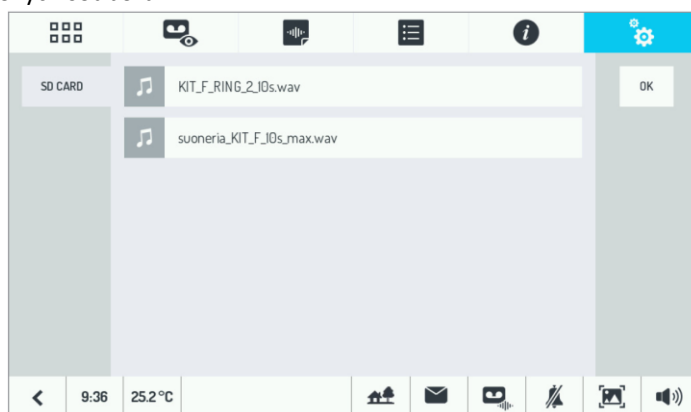 SD CARD
KIT_F_RING_2_10s.wav
OK
suoneria_KIT_F_10s_max.wav
9:36
25.2 °C